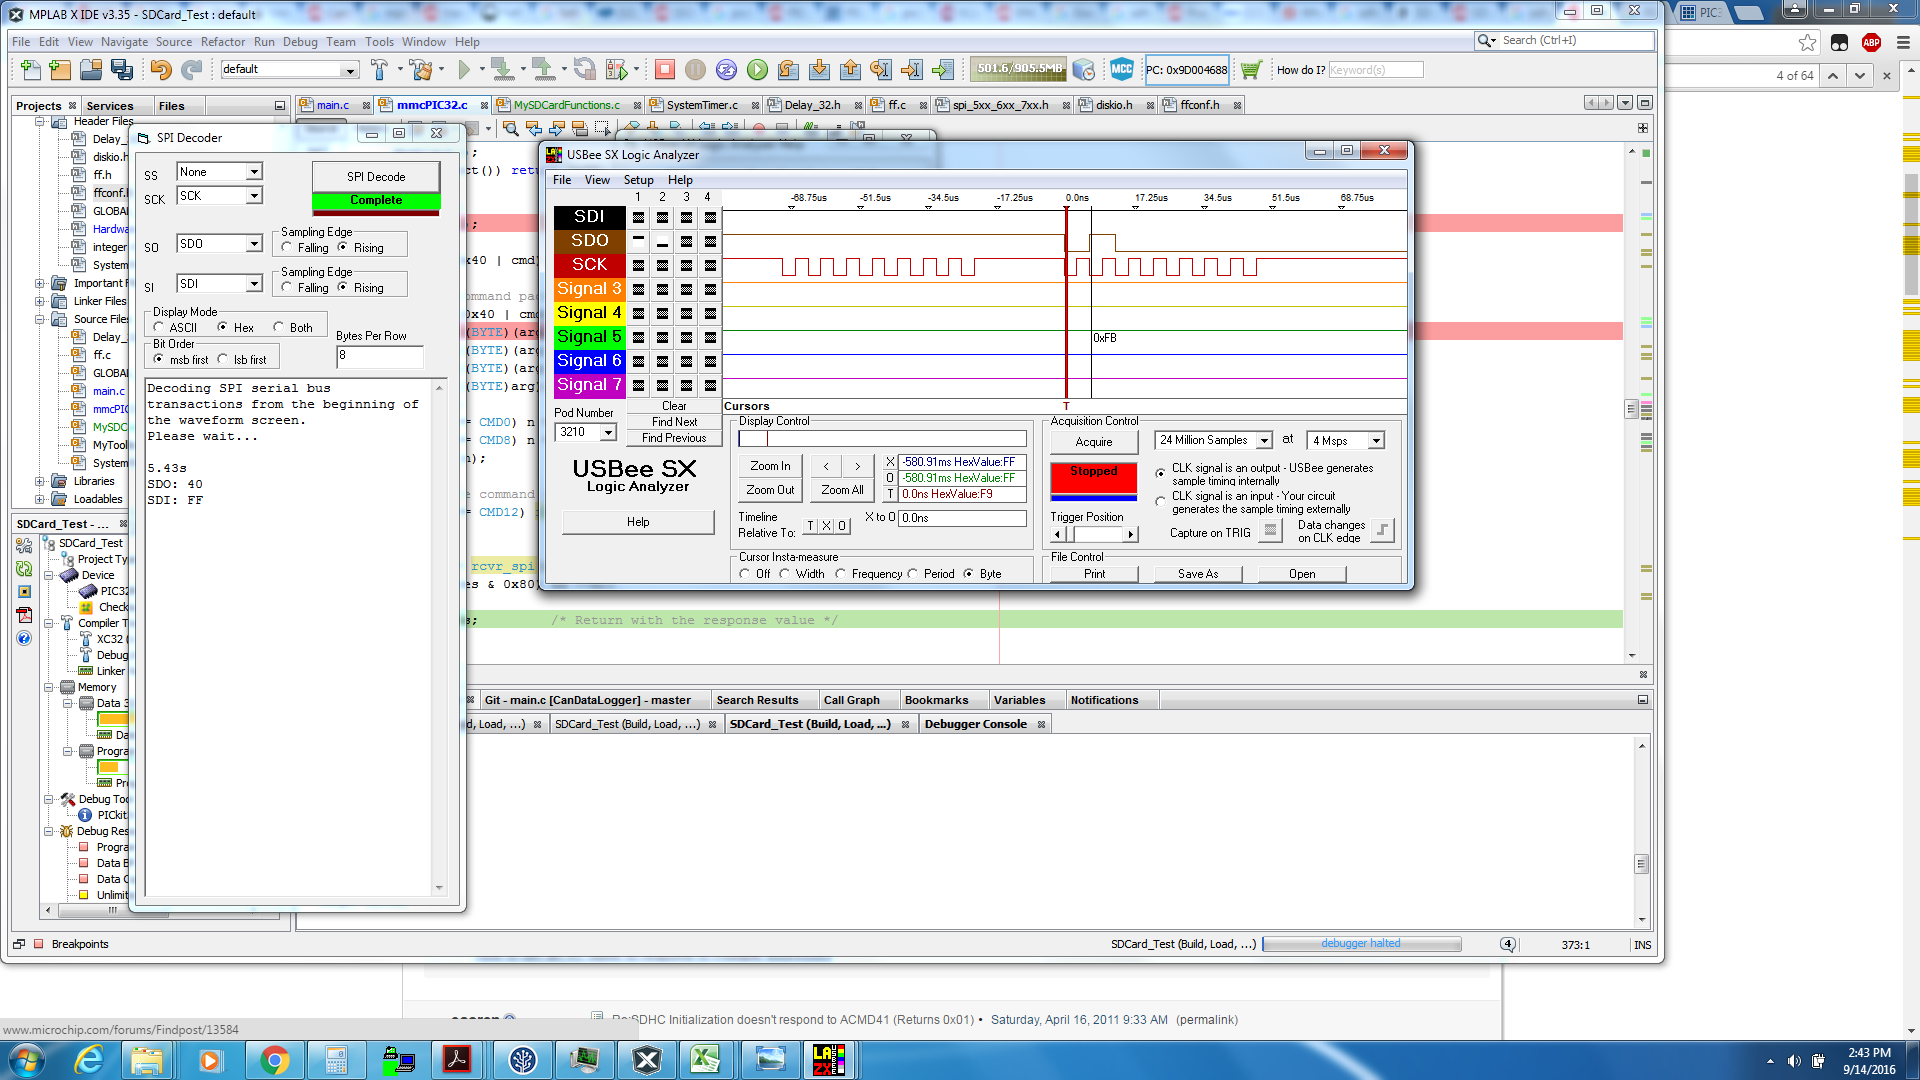 MPLAB X IDE v3.35 - SDCard_Test : default
File Edit View Navigate Source Refactor Run Debug Team Tools Window Help
Search (Ctrl+I)
default
501.6/905.5MB
MCC
PC: 0x9D004688
How do I? Keyword(s)
PIC3
ABP
4 of 64
Projects Services Files
main.c mmcPIC32.c MySDCardFunctions.c SystemTimer.c Delay_32.h ff.c spi_5xx_6xx_7xx.h diskio.h ffconf.h
Header Files
Delay_
diskio.h
ff.h
ffconf.h
GLOBAL
Hardwa
integer
System
Important F
Linker Files
Source Files
Delay_
ff.c
GLOBAL
main.c
mmcPIC
MySDC
MyTool
System
Libraries
Loadables
SDCard_Test - ...
SDCard_Test
Project Typ
Device
PIC32
Check
Compiler T
XC32 (
Debug
Linker
Memory
Data 3
Da
Progra
Pr
Debug Too
PICkit
Debug Res
Progra
Data B
Data C
Unlimit
SPI Decoder
SS None
SPI Decode
SCK SCK
Complete
Sampling Edge
SO SDO
Falling Rising
Sampling Edge
SI SDI
Falling Rising
Display Mode
ASCII Hex Both
Bit Order
msb first lsb first
Bytes Per Row
8
Decoding SPI serial bus
transactions from the beginning of
the waveform screen.
Please wait...
5.43s
SDO: 40
SDI: FF
ct()) retu
x40 | cmd)
ommand pac
0x40 | cmd
(BYTE)(arg
(BYTE)(arg
(BYTE)(arg
(BYTE)arg)
= CMD0) n
= CMD8) n
n);
e command
= CMD12)
rcvr_spi
es & 0x80)
s; /* Return with the response value */
USBee SX Logic Analyzer
File View Setup Help
1 2 3 4
-68.75us -51.5us -34.5us -17.25us 0.0ns 17.25us 34.5us 51.5us 68.75us
SDI
SDO
SCK
Signal 3
Signal 4
Signal 5
Signal 6
Signal 7
0xFB
T
Clear
Find Next
Find Previous
Pod Number
3210
USBee SX
Logic Analyzer
Help
Cursors
Display Control
Zoom In < >
Zoom Out Zoom All
X -580.91ms HexValue:FF
O -580.91ms HexValue:FF
T 0.0ns HexValue:F9
Timeline
Relative To: T X O
X to O 0.0ns
Cursor Insta-measure
Off Width Frequency Period Byte
Acquisition Control
Acquire 24 Million Samples at 4 Msps
Stopped
CLK signal is an output - USBee generates
sample timing internally
CLK signal is an input - Your circuit
generates the sample timing externally
Trigger Position
Capture on TRIG
Data changes
on CLK edge
File Control
Print Save As Open
Git - main.c [CanDataLogger] - master Search Results Call Graph Bookmarks Variables Notifications
d, Load, ...) SDCard_Test (Build, Load, ...) SDCard_Test (Build, Load, ...) Debugger Console
Breakpoints
SDCard_Test (Build, Load, ...) debugger halted 4 373:1 INS
Re:SDHC Initialization doesn't respond to ACMD41 (Returns 0x01) • Saturday, April 16, 2011 9:33 AM (permalink)
www.microchip.com/forums/Findpost/13584
2:43 PM
9/14/2016